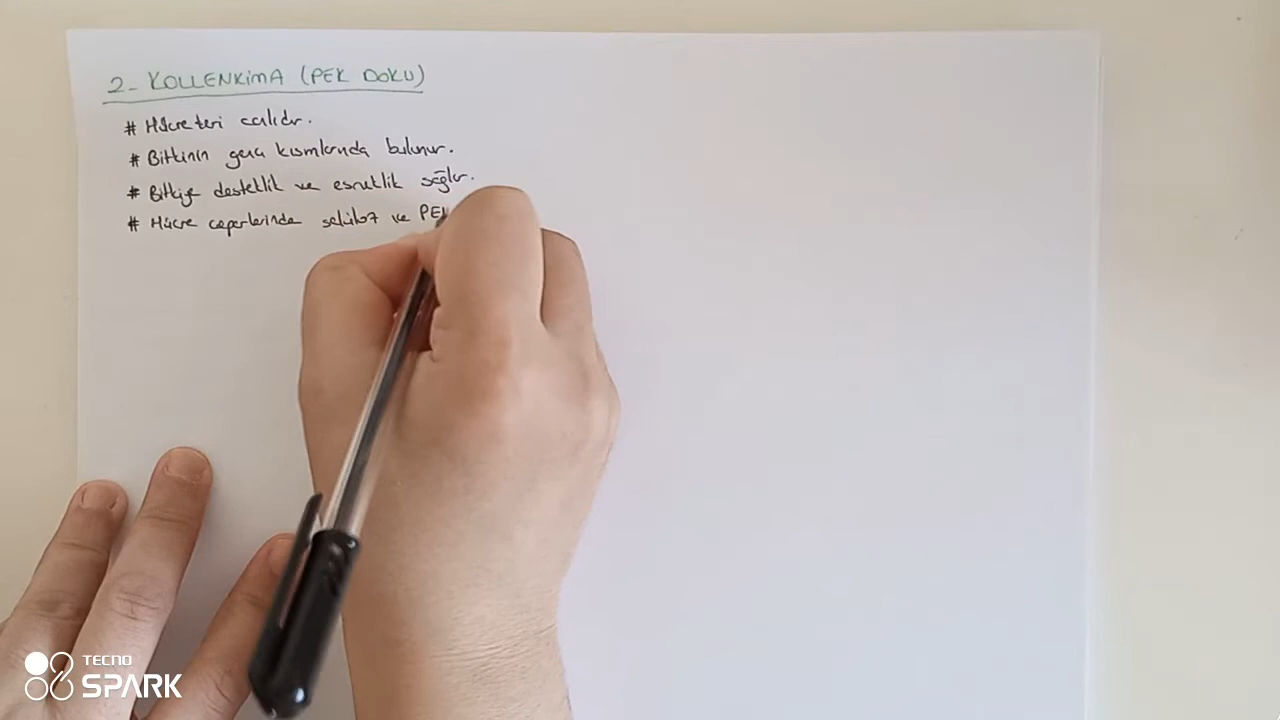 2- KOLLENKİMA (PEK DOKU)
# Hücreleri canlıdır.
# Bitkinin genç kısımlarında bulunur.
# Bitkiye desteklik ve esneklik sağlar.
# Hücre çeperlerinde selüloz ve PEK
TECNO
SPARK